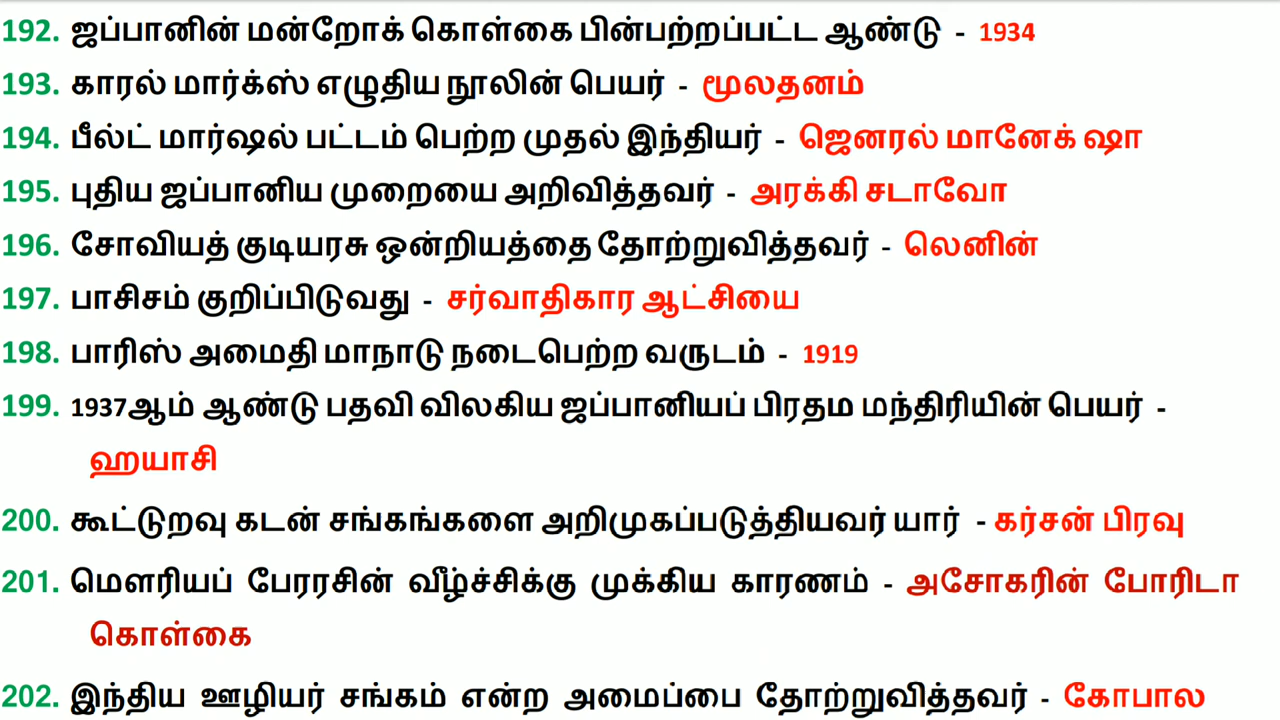 192. ஜப்பானின் மன்றோக் கொள்கை பின்பற்றப்பட்ட ஆண்டு - 1934
193. காரல் மார்க்ஸ் எழுதிய நூலின் பெயர் - மூலதனம்
194. பீல்ட் மார்ஷல் பட்டம் பெற்ற முதல் இந்தியர் - ஜெனரல் மானேக் ஷா
195. புதிய ஜப்பானிய முறையை அறிவித்தவர் - அரக்கி சடாவோ
196. சோவியத் குடியரசு ஒன்றியத்தை தோற்றுவித்தவர் - லெனின்
197. பாசிசம் குறிப்பிடுவது - சர்வாதிகார ஆட்சியை
198. பாரிஸ் அமைதி மாநாடு நடைபெற்ற வருடம் - 1919
199. 1937ஆம் ஆண்டு பதவி விலகிய ஜப்பானியப் பிரதம மந்திரியின் பெயர் -
ஹயாசி
200. கூட்டுறவு கடன் சங்கங்களை அறிமுகப்படுத்தியவர் யார் - கர்சன் பிரவு
201. மௌரியப் பேரரசின் வீழ்ச்சிக்கு முக்கிய காரணம் - அசோகரின் போரிடா
கொள்கை
202. இந்திய ஊழியர் சங்கம் என்ற அமைப்பை தோற்றுவித்தவர் - கோபால